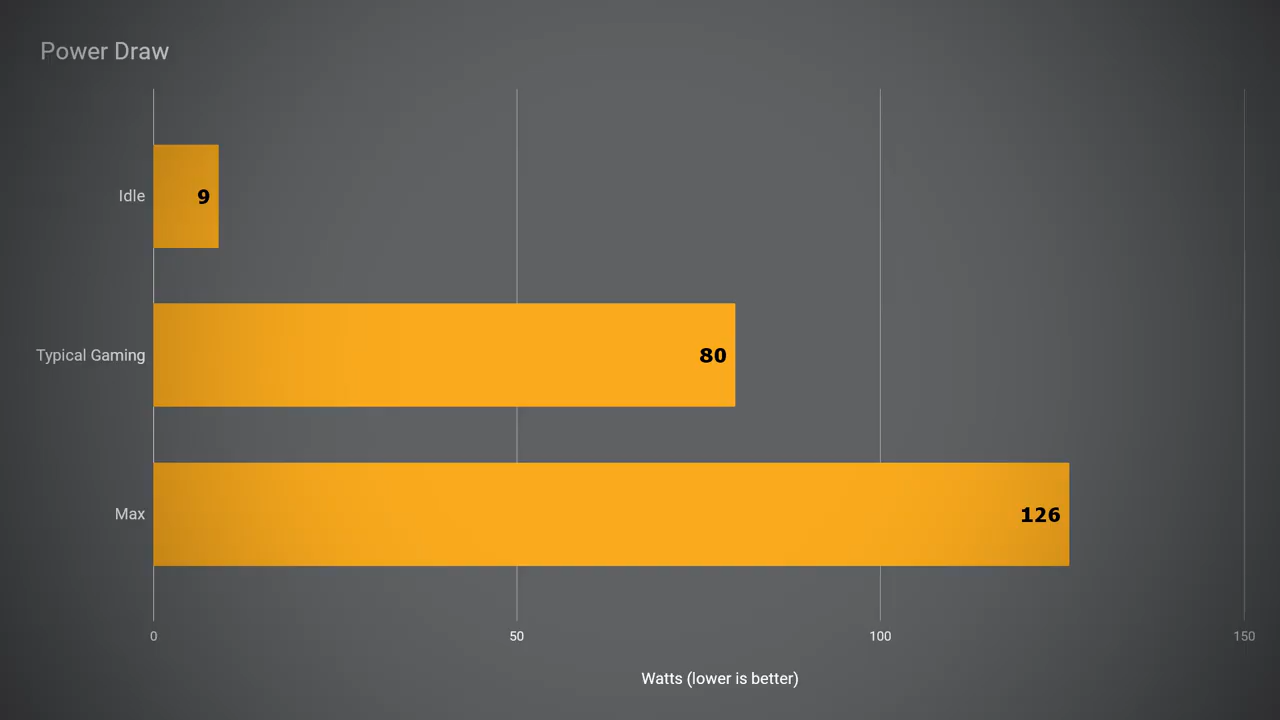 Power Draw
Idle
9
Typical Gaming
80
Max
126
0
50
100
150
Watts (lower is better)